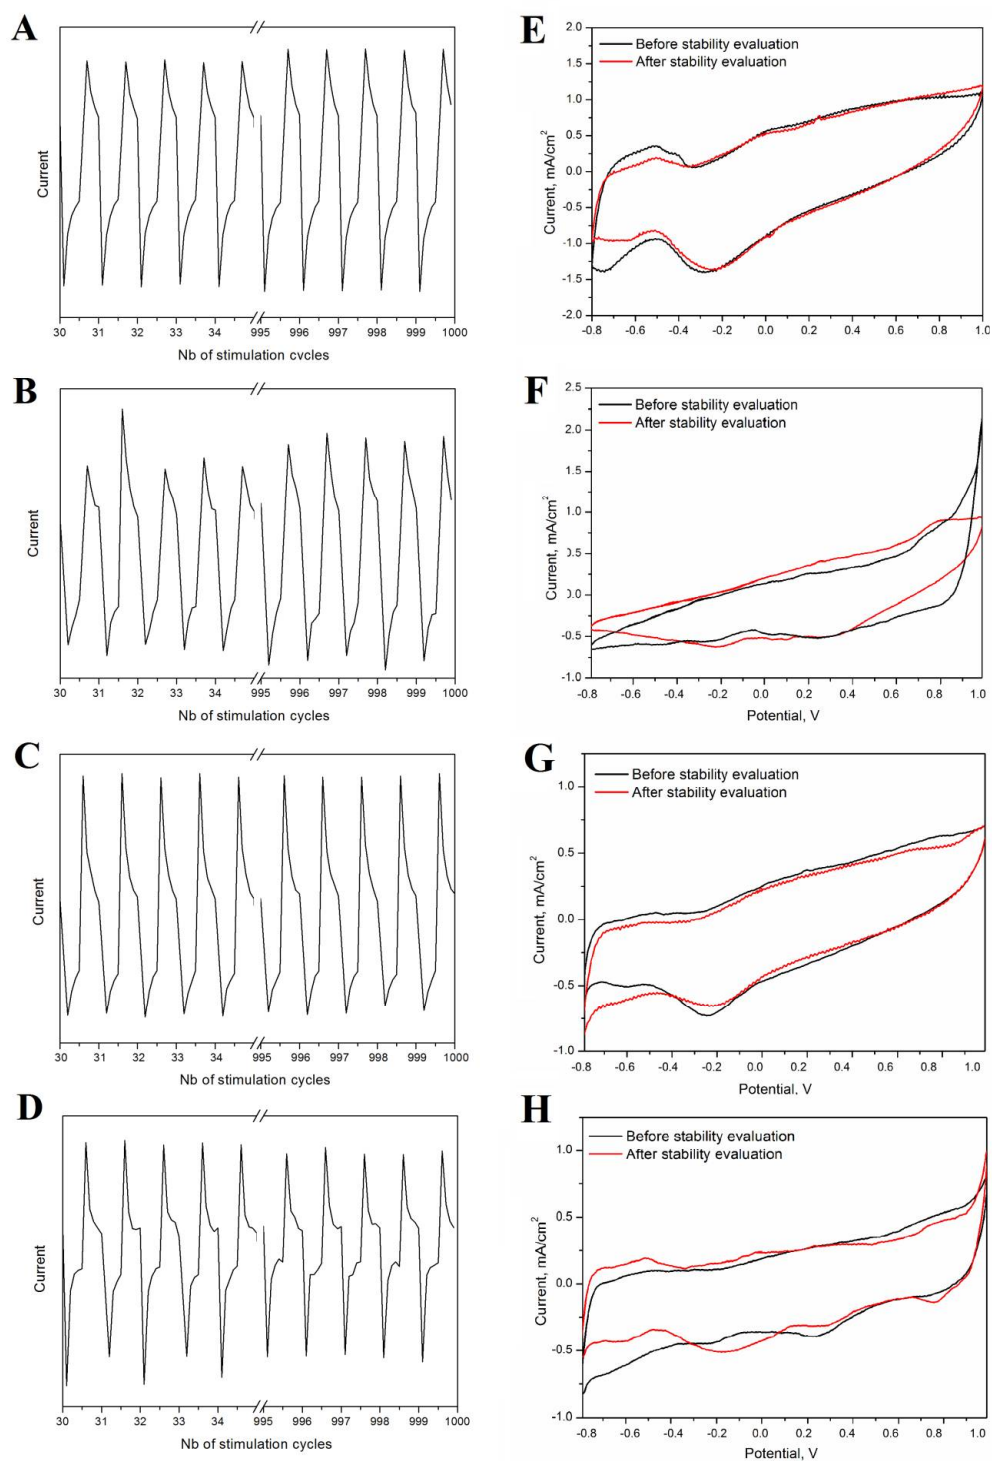 A
Current
30 31 32 33 34 995 996 997 998 999 1000
Nb of stimulation cycles
E
Before stability evaluation
After stability evaluation
Current, mA/cm²
2.0
1.5
1.0
0.5
0.0
-0.5
-1.0
-1.5
-2.0
-0.8 -0.6 -0.4 -0.2 0.0 0.2 0.4 0.6 0.8 1.0
B
Current
30 31 32 33 34 995 996 997 998 999 1000
Nb of stimulation cycles
F
Before stability evaluation
After stability evaluation
Current, mA/cm²
2.5
2.0
1.5
1.0
0.5
0.0
-0.5
-1.0
-0.8 -0.6 -0.4 -0.2 0.0 0.2 0.4 0.6 0.8 1.0
Potential, V
C
Current
30 31 32 33 34 995 996 997 998 999 1000
Nb of stimulation cycles
G
Before stability evaluation
After stability evaluation
Current, mA/cm²
1.0
0.5
0.0
-0.5
-1.0
-0.8 -0.6 -0.4 -0.2 0.0 0.2 0.4 0.6 0.8 1.0
Potential, V
D
Current
30 31 32 33 34 995 996 997 998 999 1000
Nb of stimulation cycles
H
Before stability evaluation
After stability evaluation
Current, mA/cm²
1.0
0.5
0.0
-0.5
-1.0
-0.8 -0.6 -0.4 -0.2 0.0 0.2 0.4 0.6 0.8 1.0
Potential, V